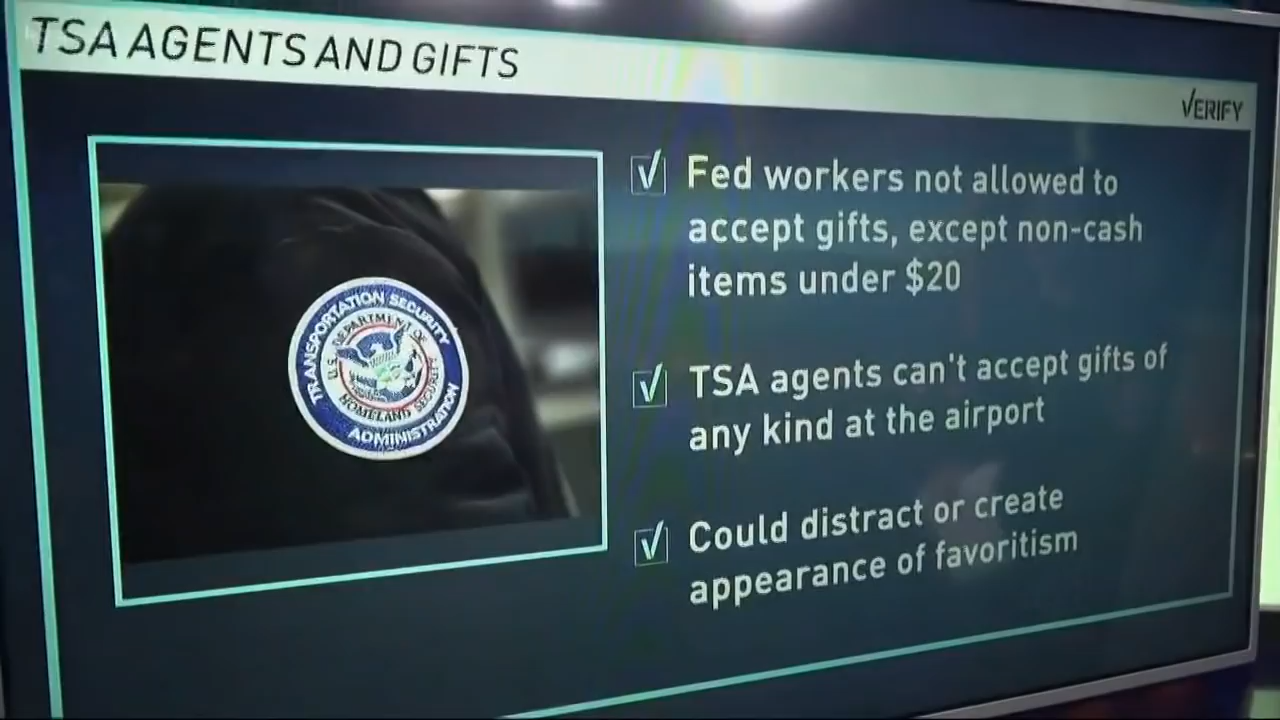 TSA AGENTS AND GIFTS
VERIFY
Fed workers not allowed to
accept gifts, except non-cash
items under $20
TSA agents can't accept gifts of
any kind at the airport
Could distract or create
appearance of favoritism
TRANSPORTATION SECURITY
ADMINISTRATION
U.S. DEPARTMENT OF
HOMELAND SECURITY